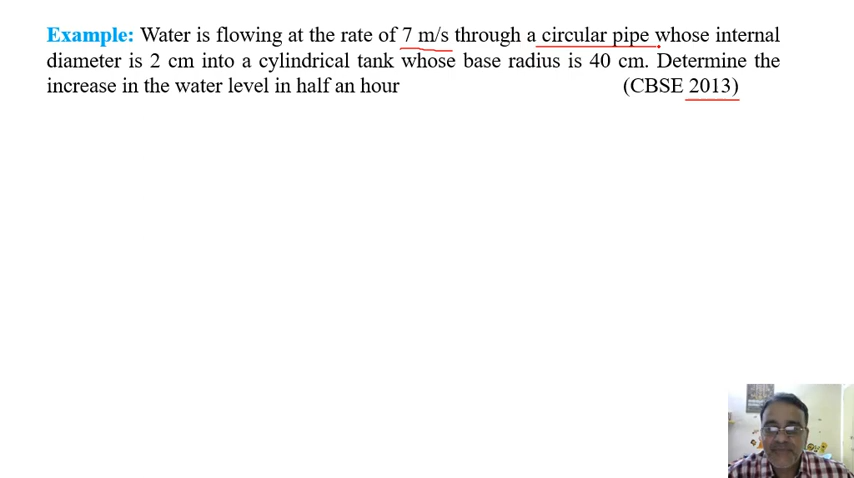 Example: Water is flowing at the rate of 7 m/s through a circular pipe whose internal
diameter is 2 cm into a cylindrical tank whose base radius is 40 cm. Determine the
increase in the water level in half an hour (CBSE 2013)